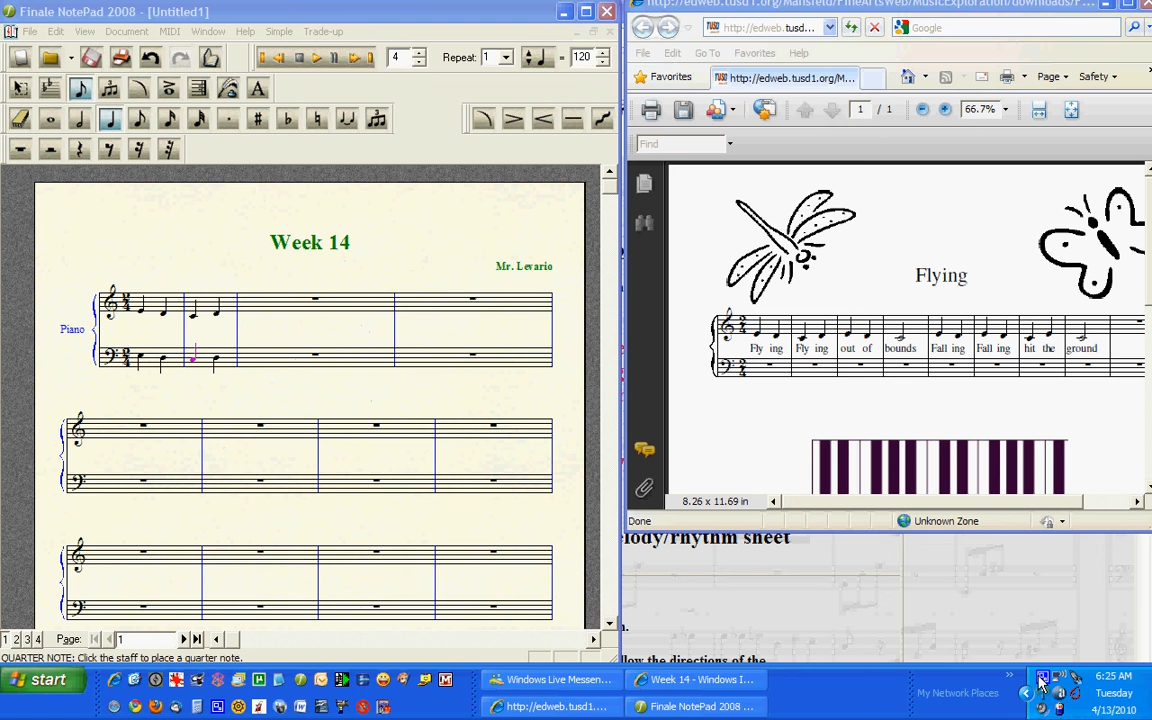 Finale NotePad 2008 - [Untitled1]
File Edit View Document MIDI Window Help Simple Trade-up
4
Repeat: 1
= 120
Week 14
Mr. Levario
Piano
Page: 1
1 2 3 4
QUARTER NOTE: Click the staff to place a quarter note.
http://edweb.tusd1.org/Mansfeld/FineArtsWeb/MusicExploration/downloads/F...
http://edweb.tusd1.org...
Google
File Edit Go To Favorites Help
Favorites
http://edweb.tusd1.org/M...
Page Safety
1 / 1
66.7%
Find
Flying
Fly ing Fly ing out of bounds Fall ing Fall ing hit the ground
8.26 x 11.69 in
Done
Unknown Zone
elody/rhythm sheet
n.
llow the directions of the
start
Windows Live Messen...
Week 14 - Windows I...
http://edweb.tusd1....
Finale NotePad 2008 ...
My Network Places
6:25 AM
Tuesday
4/13/2010